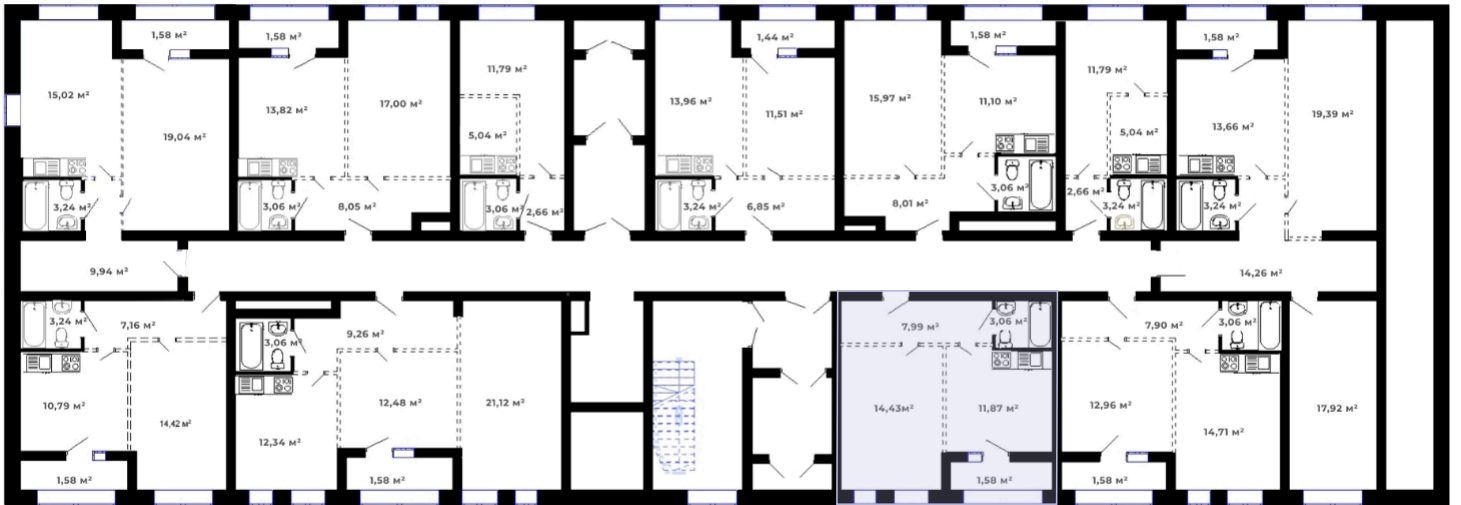 1,58 м²
1,58 м²
1,44 м²
1,58 м²
1,58 м²
15,02 м²
19,04 м²
13,82 м²
17,00 м²
11,79 м²
5,04 м²
13,96 м²
11,51 м²
15,97 м²
11,10 м²
11,79 м²
5,04 м²
13,66 м²
19,39 м²
3,24 м²
3,06 м²
8,05 м²
3,06 м²
2,66 м²
3,24 м²
6,85 м²
8,01 м²
3,06 м²
2,66 м²
3,24 м²
3,24 м²
9,94 м²
14,26 м²
3,24 м²
7,16 м²
3,06 м²
9,26 м²
7,99 м²
3,06 м²
7,90 м²
3,06 м²
10,79 м²
14,42 м²
12,34 м²
12,48 м²
21,12 м²
14,43м²
11,87 м²
12,96 м²
14,71 м²
17,92 м²
1,58 м²
1,58 м²
1,58 м²
1,58 м²